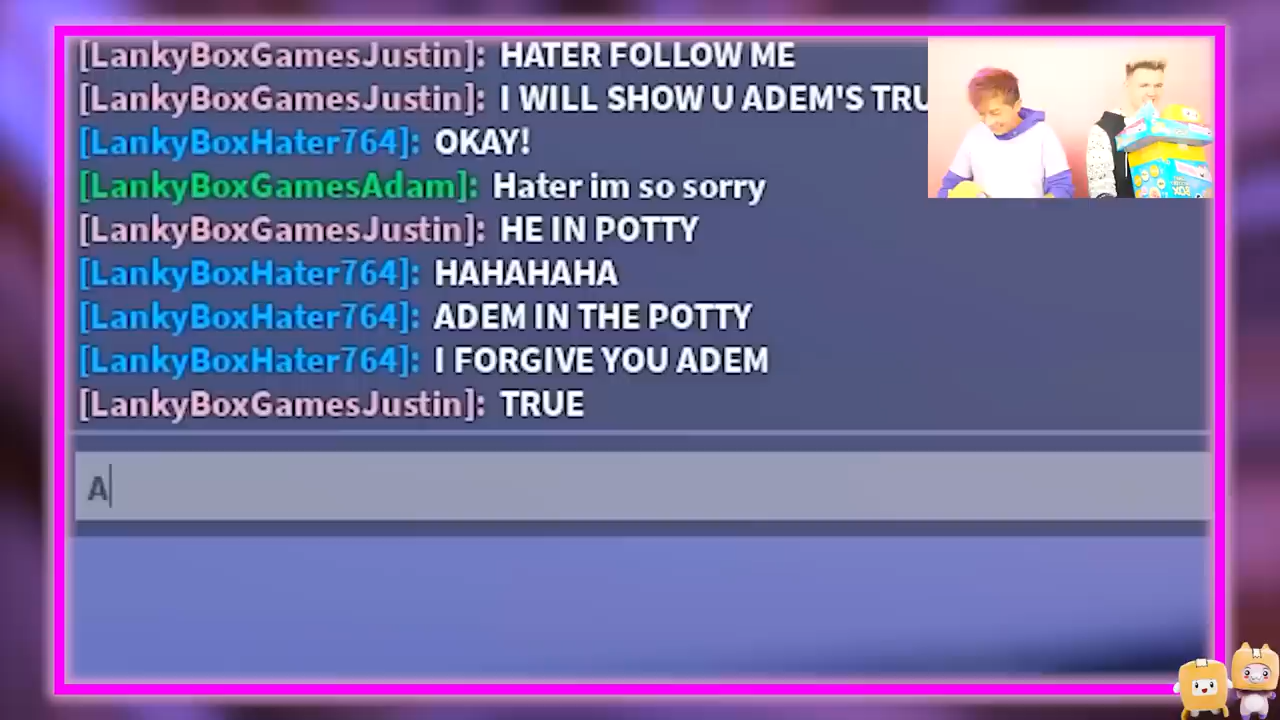 [LankyBoxGamesJustin]: HATER FOLLOW ME
[LankyBoxGamesJustin]: I WILL SHOW U ADEM'S TRU
[LankyBoxHater764]: OKAY!
[LankyBoxGamesAdan]: Hater im so sorry
[LankyBoxGamesJustin]: HE IN POTTY
[LankyBoxHater764]: HAHAHAHA
[LankyBoxHater764]: ADEM IN THE POTTY
[LankyBoxHater764]: I FORGIVE YOU ADEM
[LankyBoxGamesJustin]: TRUE
A